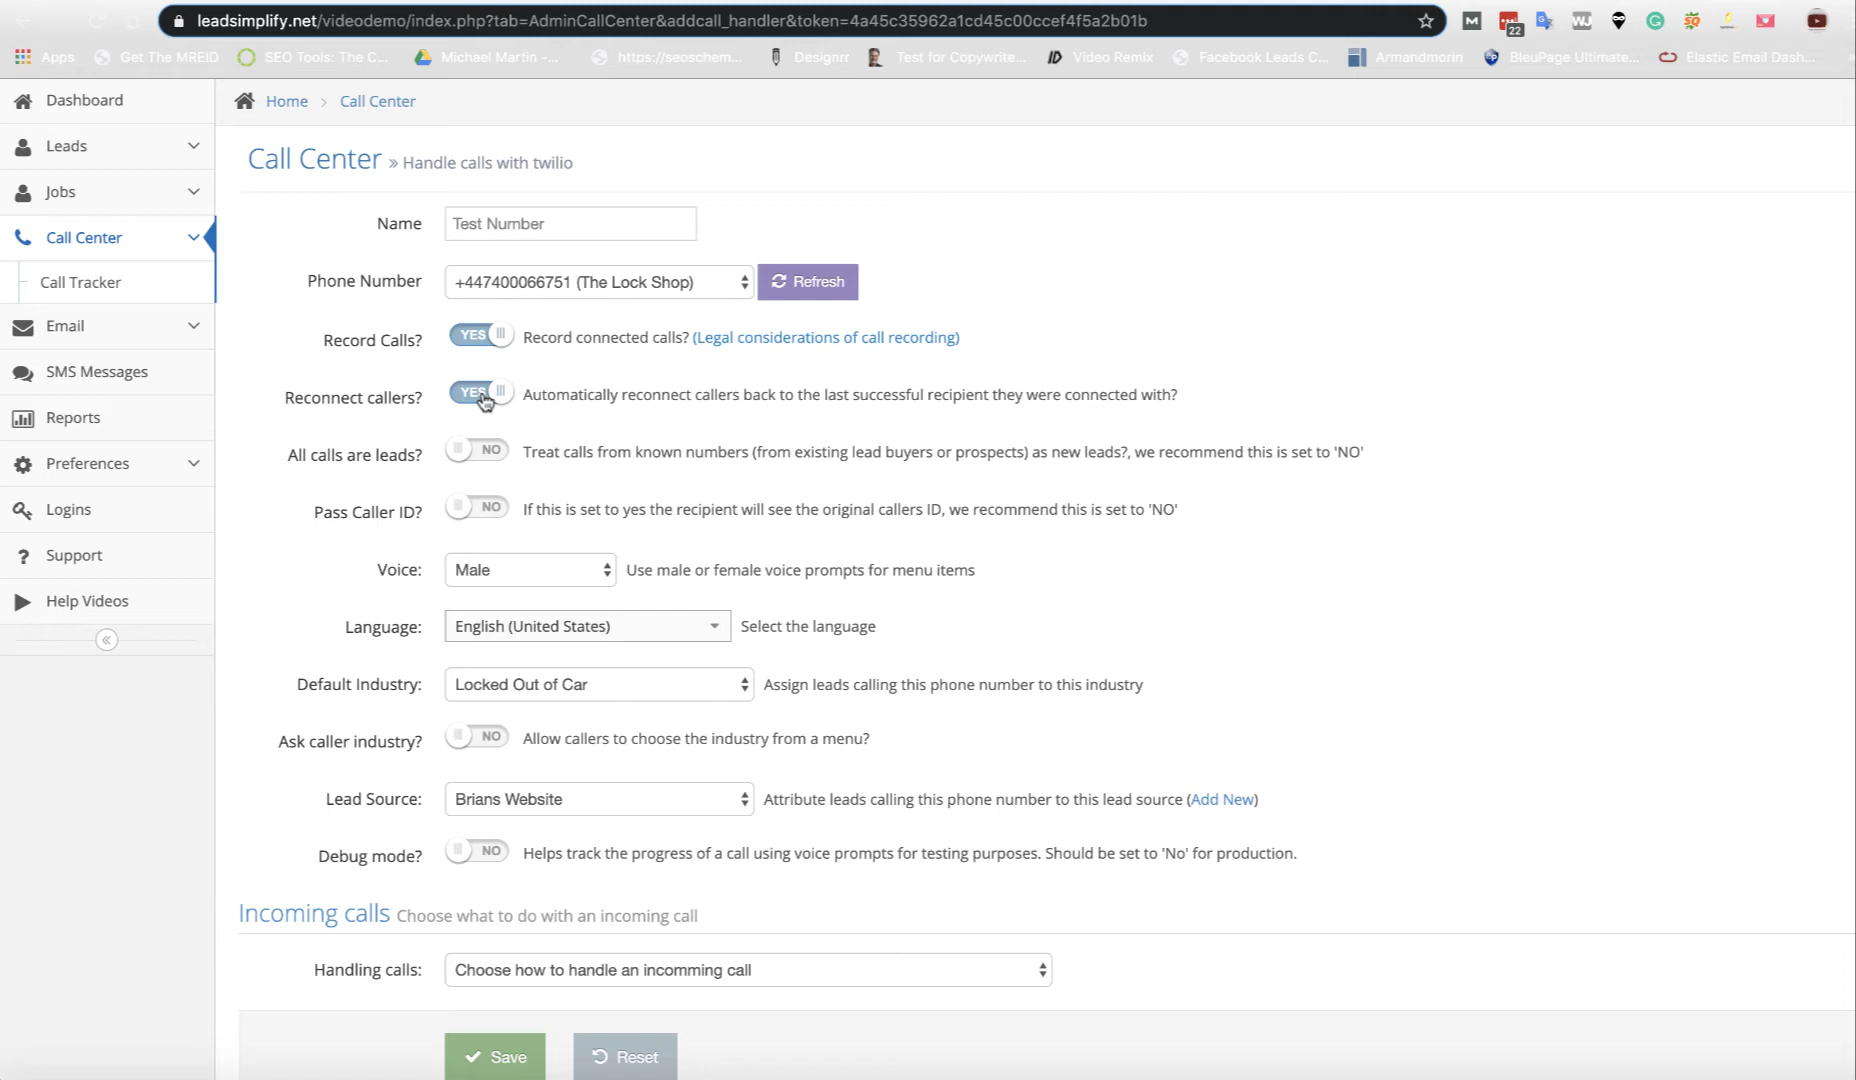 leadsimplify.net/videodemo/index.php?tab=AdminCallCenter&addcall_handler&token=4a45c35962a1cd45c00ccef4f5a2b01b
22
Apps Get The MREID SEO Tools: The C... Michael Martin -... https://seoschem... Designrr Test for Copywrite... Video Remix Facebook Leads C... Armandmorin BleuPage Ultimate... Elastic Email Dash...
Dashboard
Leads
Jobs
Call Center
Call Tracker
Email
SMS Messages
Reports
Preferences
Logins
Support
Help Videos
Home > Call Center
Call Center » Handle calls with twilio
Name Test Number
Phone Number +447400066751 (The Lock Shop) Refresh
Record Calls? YES Record connected calls? (Legal considerations of call recording)
Reconnect callers? YES Automatically reconnect callers back to the last successful recipient they were connected with?
All calls are leads? NO Treat calls from known numbers (from existing lead buyers or prospects) as new leads?, we recommend this is set to 'NO'
Pass Caller ID? NO If this is set to yes the recipient will see the original callers ID, we recommend this is set to 'NO'
Voice: Male Use male or female voice prompts for menu items
Language: English (United States) Select the language
Default Industry: Locked Out of Car Assign leads calling this phone number to this industry
Ask caller industry? NO Allow callers to choose the industry from a menu?
Lead Source: Brians Website Attribute leads calling this phone number to this lead source (Add New)
Debug mode? NO Helps track the progress of a call using voice prompts for testing purposes. Should be set to 'No' for production.
Incoming calls Choose what to do with an incoming call
Handling calls: Choose how to handle an incomming call
Save Reset